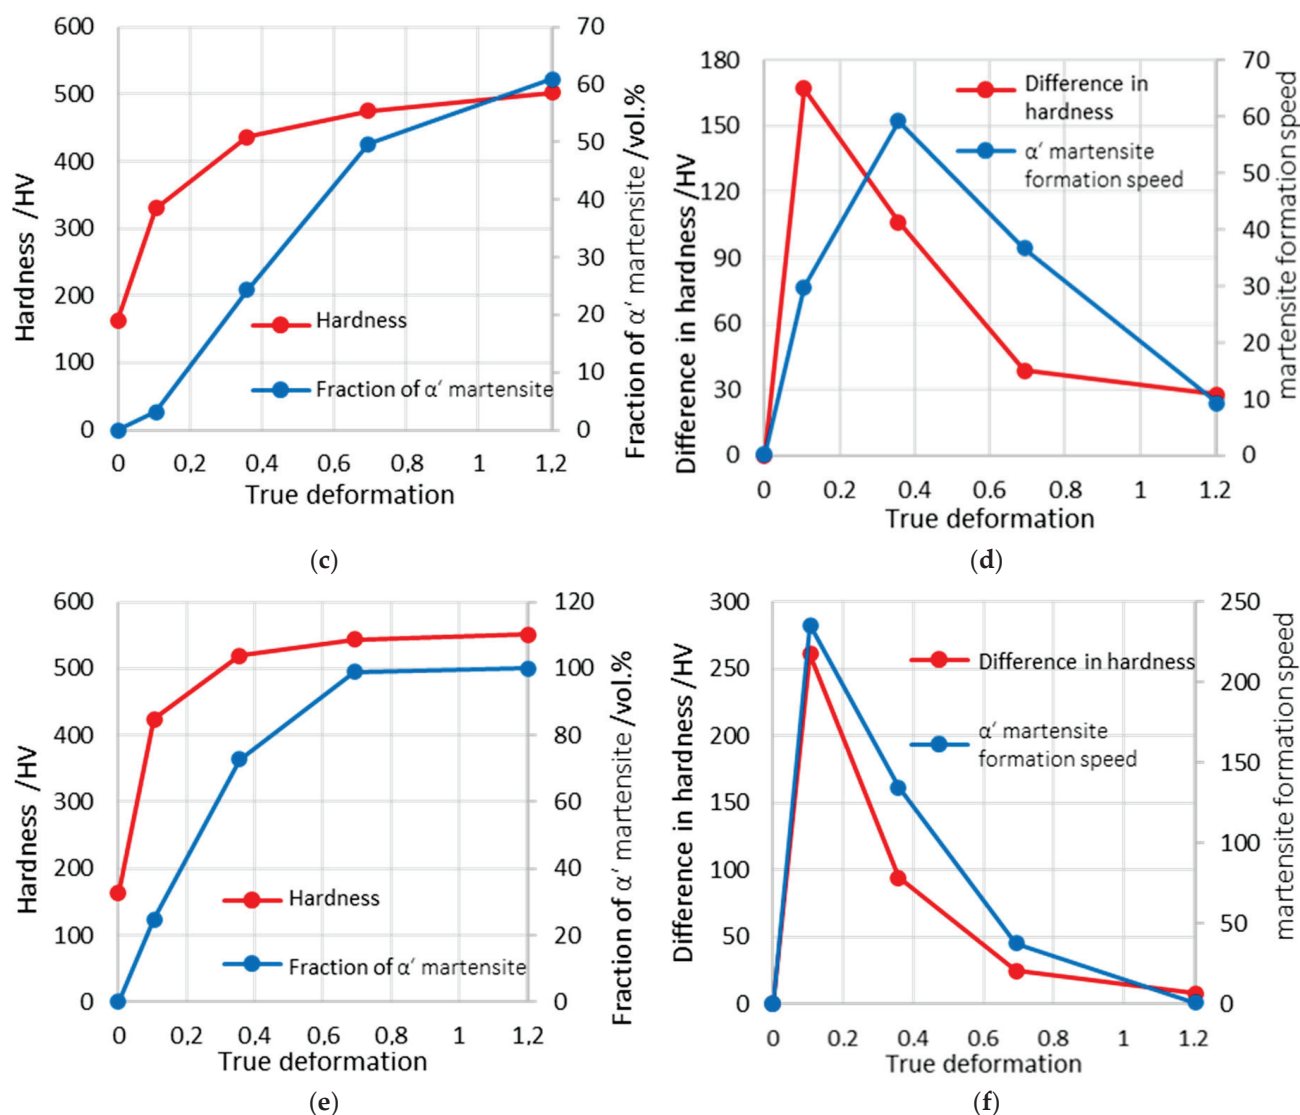 600
500
400
300
200
100
0
Hardness /HV
70
60
50
40
30
20
10
0
Fraction of α′ martensite /vol.%
Hardness
Fraction of α′ martensite
0 0,2 0,4 0,6 0,8 1 1,2
True deformation
(c)
180
150
120
90
60
30
0
Difference in hardness /HV
70
60
50
40
30
20
10
0
martensite formation speed
Difference in
hardness
α′ martensite
formation speed
0 0.2 0.4 0.6 0.8 1 1.2
True deformation
(d)
600
500
400
300
200
100
0
Hardness /HV
120
100
80
60
40
20
0
Fraction of α′ martensite /vol.%
Hardness
Fraction of α′ martensite
0 0,2 0,4 0,6 0,8 1 1,2
True deformation
(e)
300
250
200
150
100
50
0
Difference in hardness /HV
250
200
150
100
50
0
martensite formation speed
Difference in hardness
α′ martensite
formation speed
0 0.2 0.4 0.6 0.8 1 1.2
True deformation
(f)